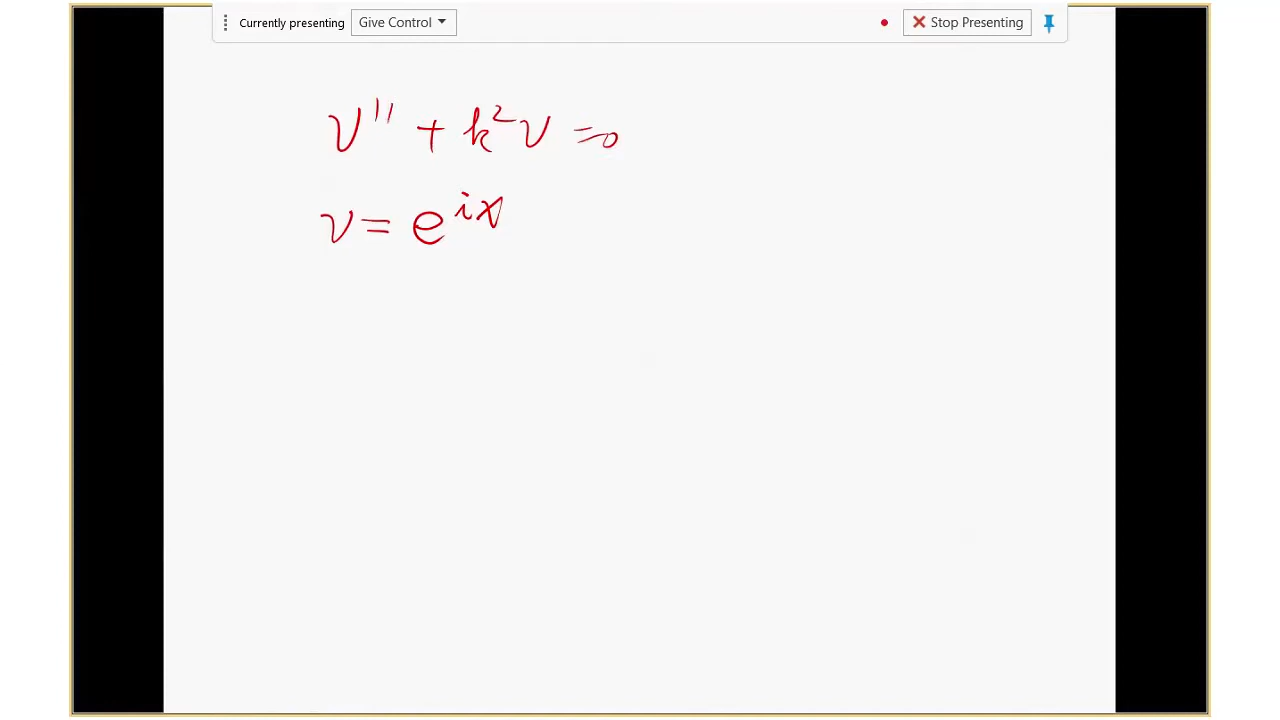 Currently presenting Give Control Stop Presenting
v'' + k²v = 0
v = e^{ix}